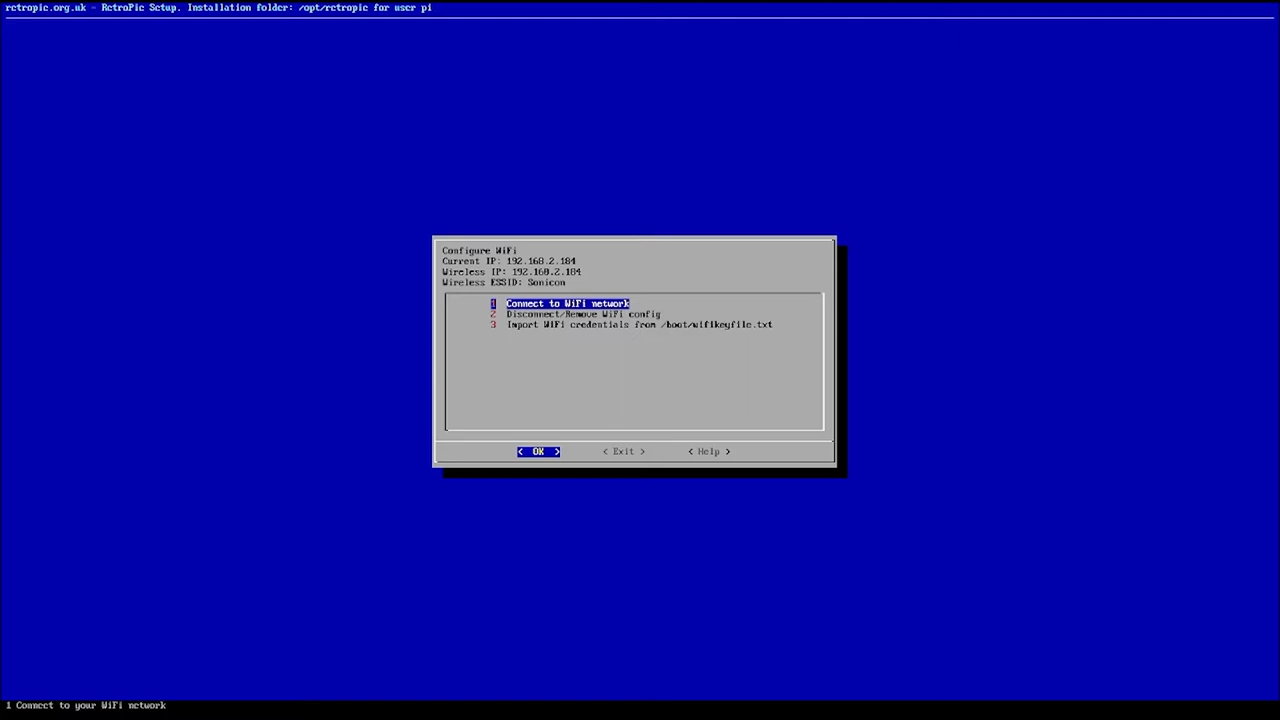 retropie.org.uk - RetroPie Setup. Installation folder: /opt/retropie for user pi
Configure WiFi
Current IP: 192.168.2.184
Wireless IP: 192.168.2.184
Wireless ESSID: Sonicon
1 Connect to WiFi network
2 Disconnect/Remove WiFi config
3 Import WiFi credentials from /boot/wifikeyfile.txt
< OK > < Exit > < Help >
1 Connect to your WiFi network